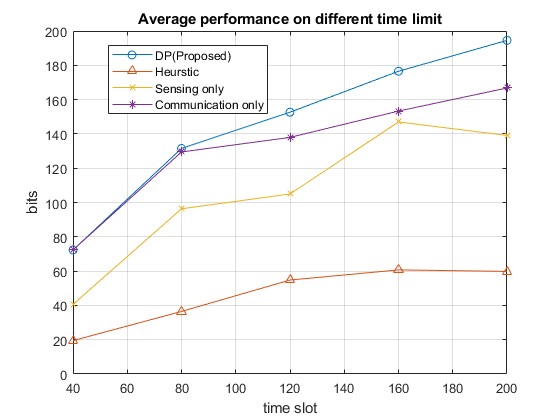 Average performance on different time limit
200
180
160
140
120
100
80
60
40
20
0
bits
DP(Proposed)
Heurstic
Sensing only
Communication only
40 60 80 100 120 140 160 180 200
time slot